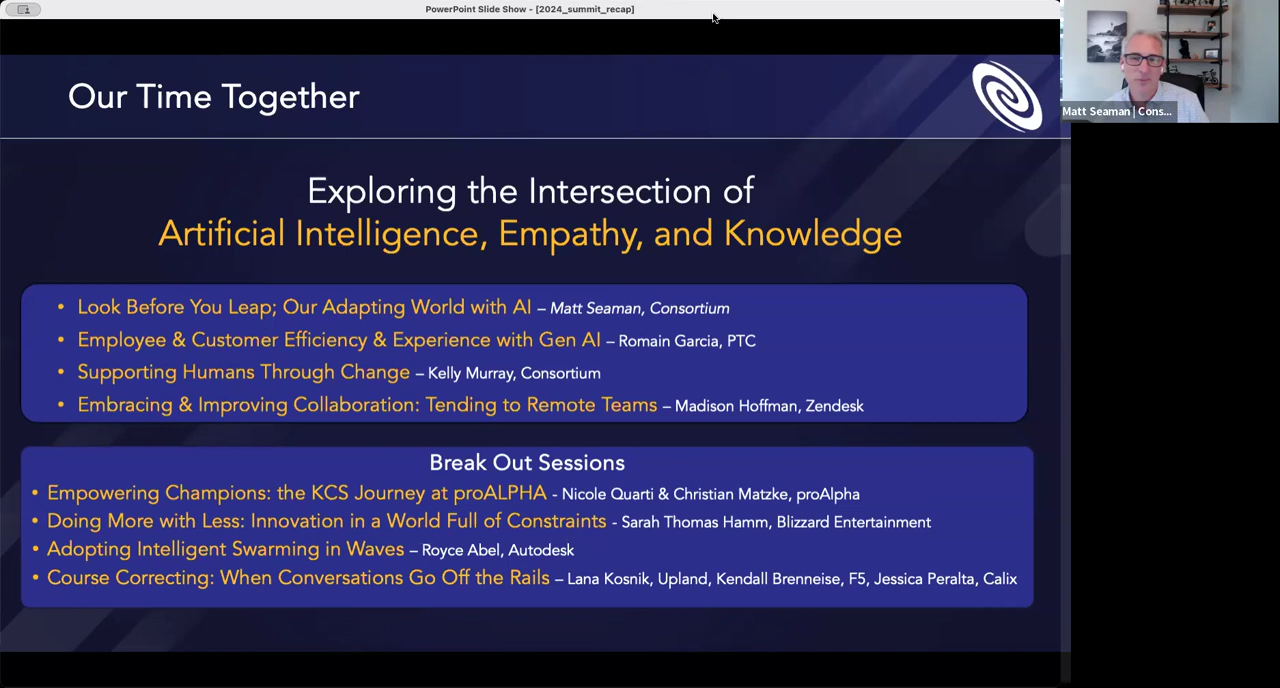 PowerPoint Slide Show - [2024_summit_recap]
Our Time Together
Matt Seaman | Cons...
Exploring the Intersection of
Artificial Intelligence, Empathy, and Knowledge
• Look Before You Leap; Our Adapting World with AI – Matt Seaman, Consortium
• Employee & Customer Efficiency & Experience with Gen AI – Romain Garcia, PTC
• Supporting Humans Through Change – Kelly Murray, Consortium
• Embracing & Improving Collaboration: Tending to Remote Teams – Madison Hoffman, Zendesk
Break Out Sessions
• Empowering Champions: the KCS Journey at proALPHA - Nicole Quarti & Christian Matzke, proAlpha
• Doing More with Less: Innovation in a World Full of Constraints - Sarah Thomas Hamm, Blizzard Entertainment
• Adopting Intelligent Swarming in Waves – Royce Abel, Autodesk
• Course Correcting: When Conversations Go Off the Rails – Lana Kosnik, Upland, Kendall Brenneise, F5, Jessica Peralta, Calix